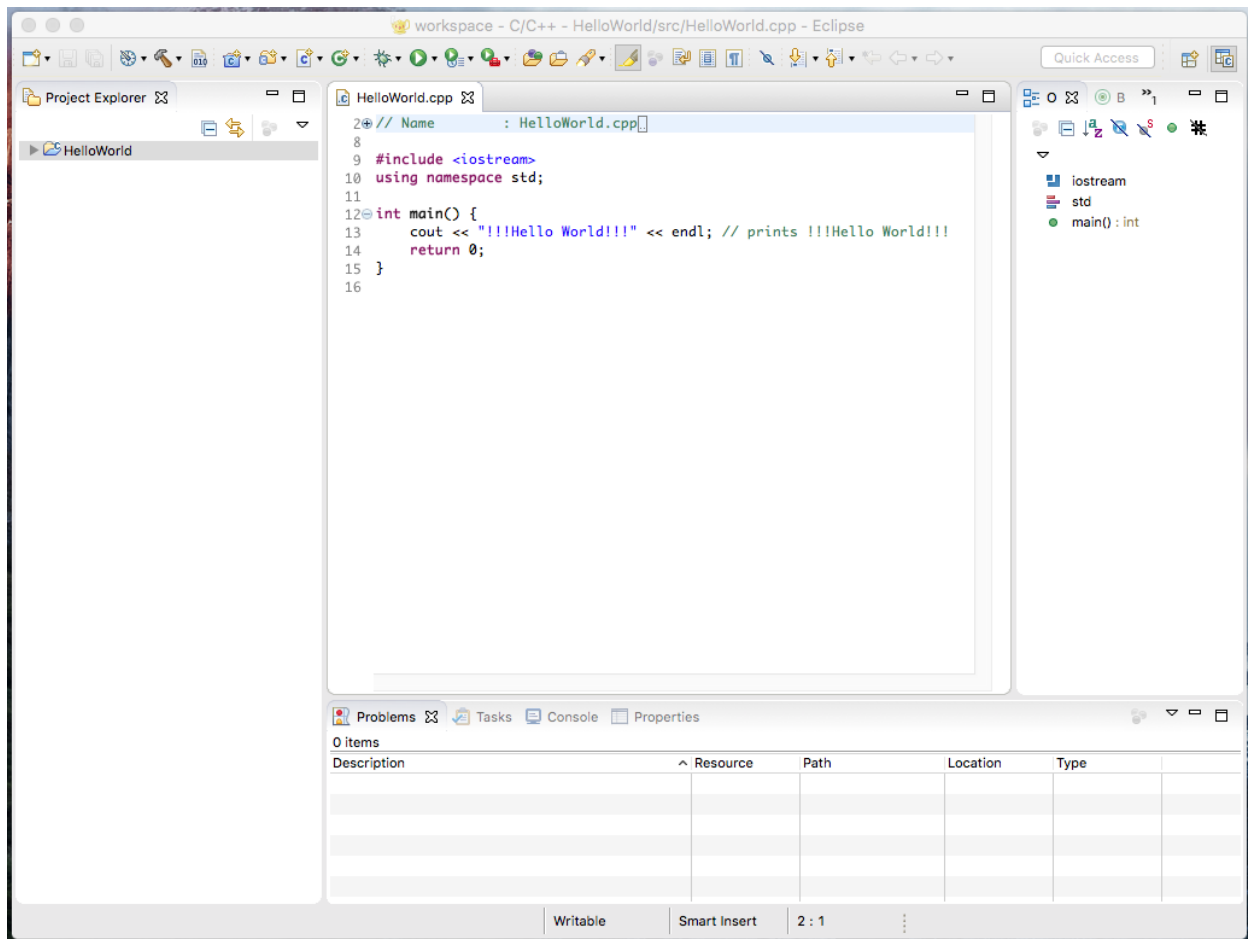 workspace - C/C++ - HelloWorld/src/HelloWorld.cpp - Eclipse
Quick Access
Project Explorer
HelloWorld
HelloWorld.cpp
2 // Name        : HelloWorld.cpp
8
9 #include <iostream>
10 using namespace std;
11
12 int main() {
13     cout << "!!!Hello World!!!" << endl; // prints !!!Hello World!!!
14     return 0;
15 }
16
O B »1
iostream
std
main() : int
Problems Tasks Console Properties
0 items
Description Resource Path Location Type
Writable Smart Insert 2 : 1